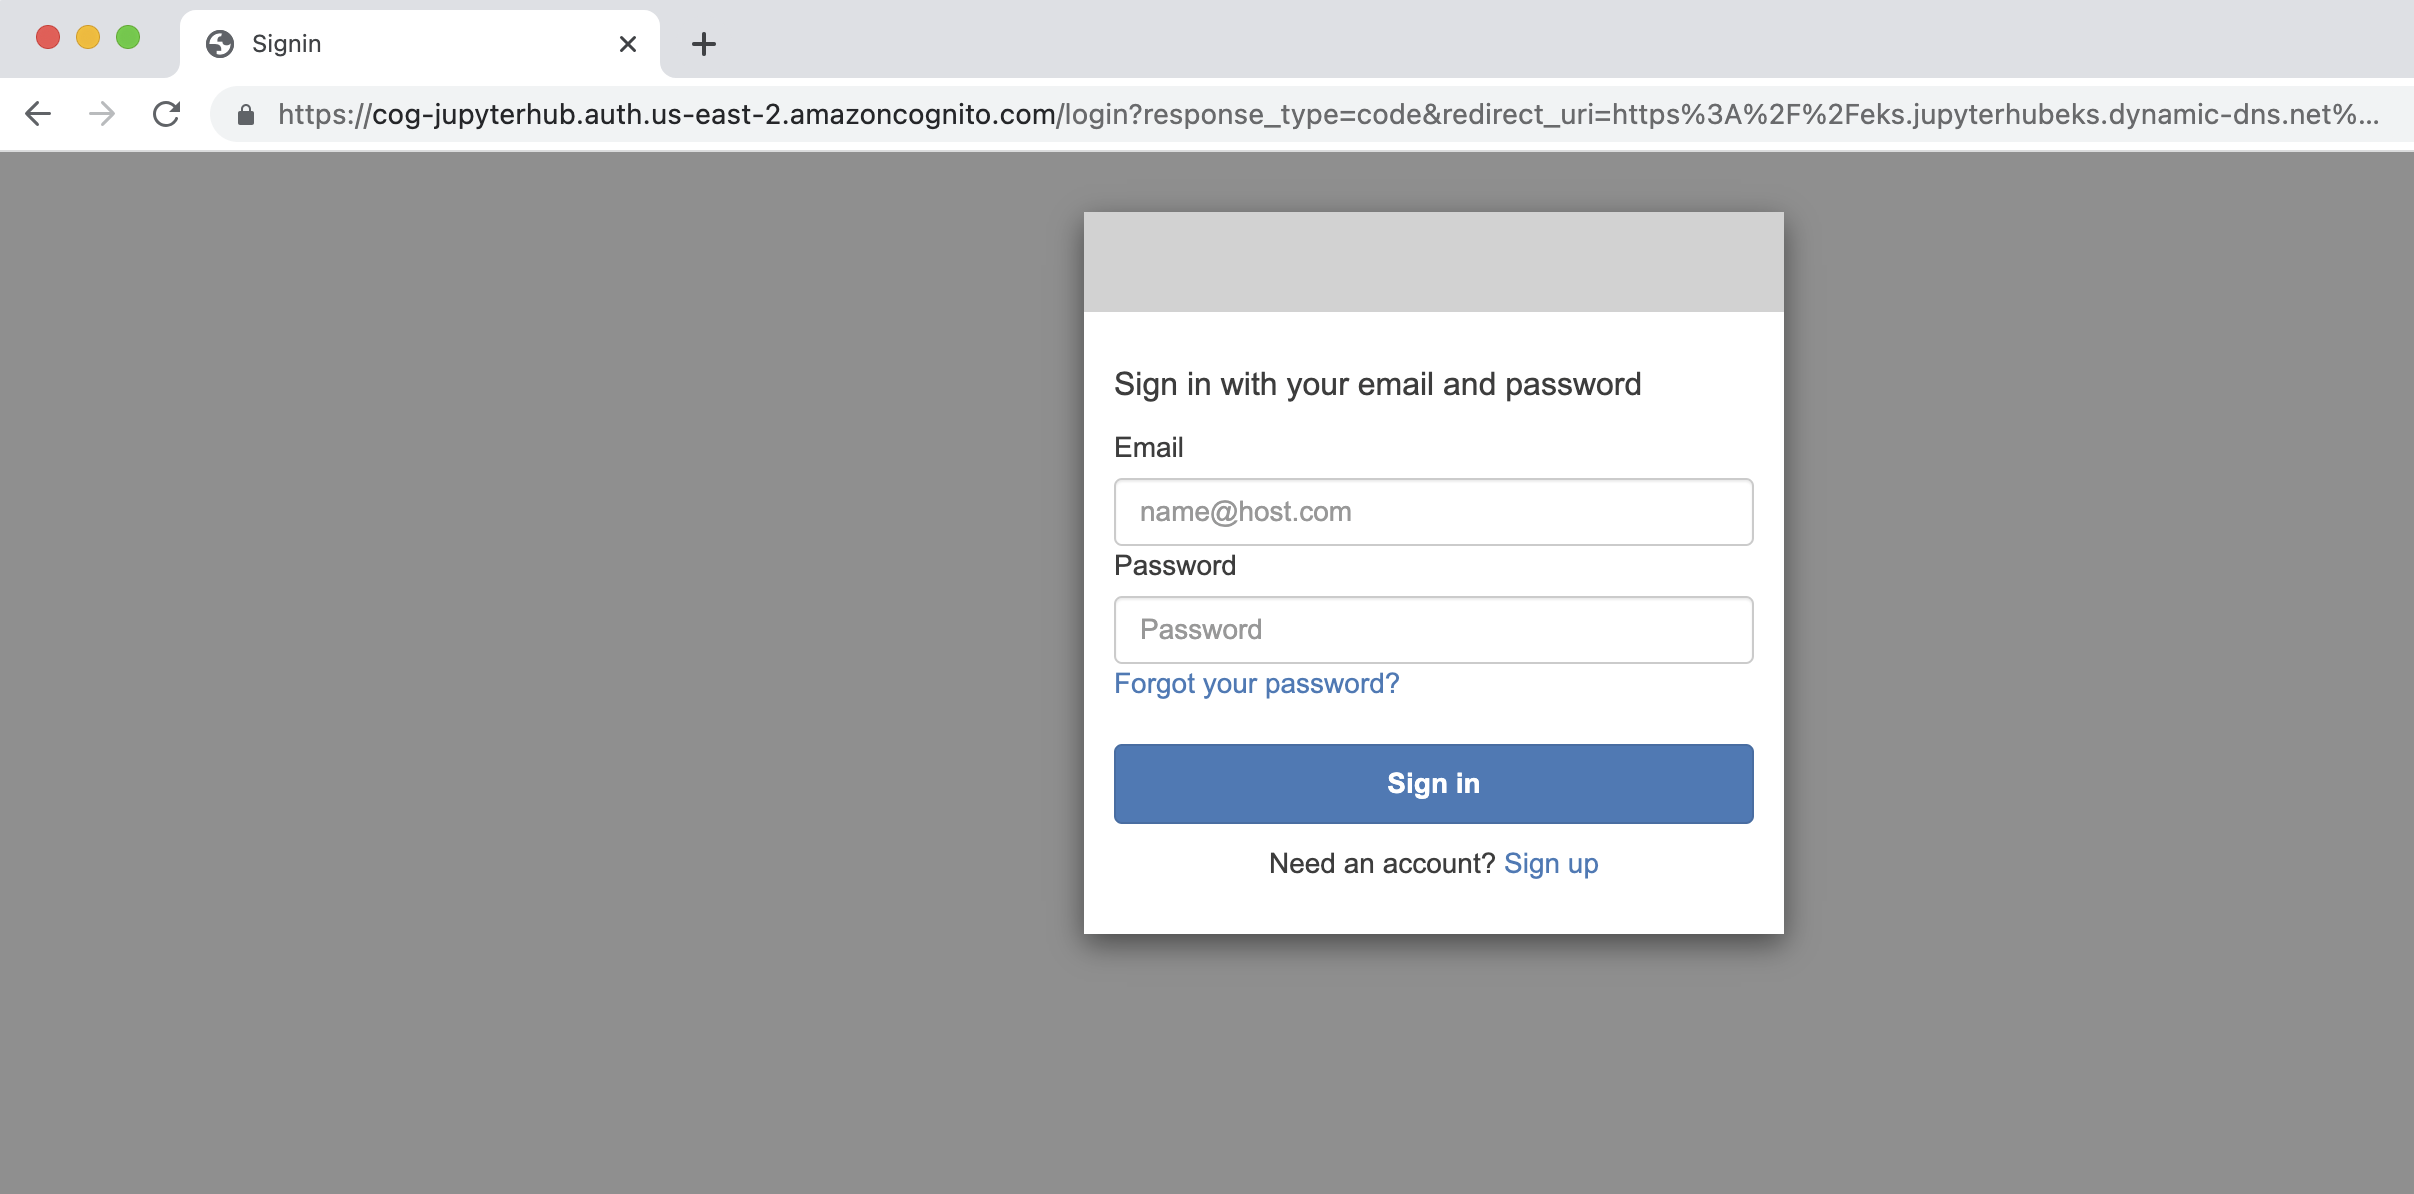 Signin
https://cog-jupyterhub.auth.us-east-2.amazoncognito.com/login?response_type=code&redirect_uri=https%3A%2F%2Feks.jupyterhubeks.dynamic-dns.net%...
Sign in with your email and password
Email
name@host.com
Password
Password
Forgot your password?
Sign in
Need an account? Sign up